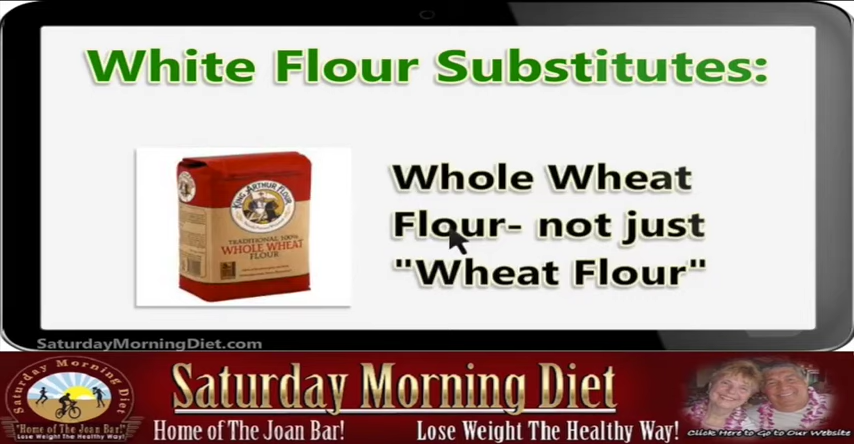 White Flour Substitutes:
KING ARTHUR FLOUR
TRADITIONAL 100%
WHOLE WHEAT
FLOUR
Whole Wheat
Flour- not just
"Wheat Flour"
SaturdayMorningDiet.com
Saturday Morning Diet
"Home of The Joan Bar!"
Lose Weight The Healthy Way!
Saturday Morning Diet
Home of The Joan Bar!
Lose Weight The Healthy Way!
Click Here to Go to Our Website